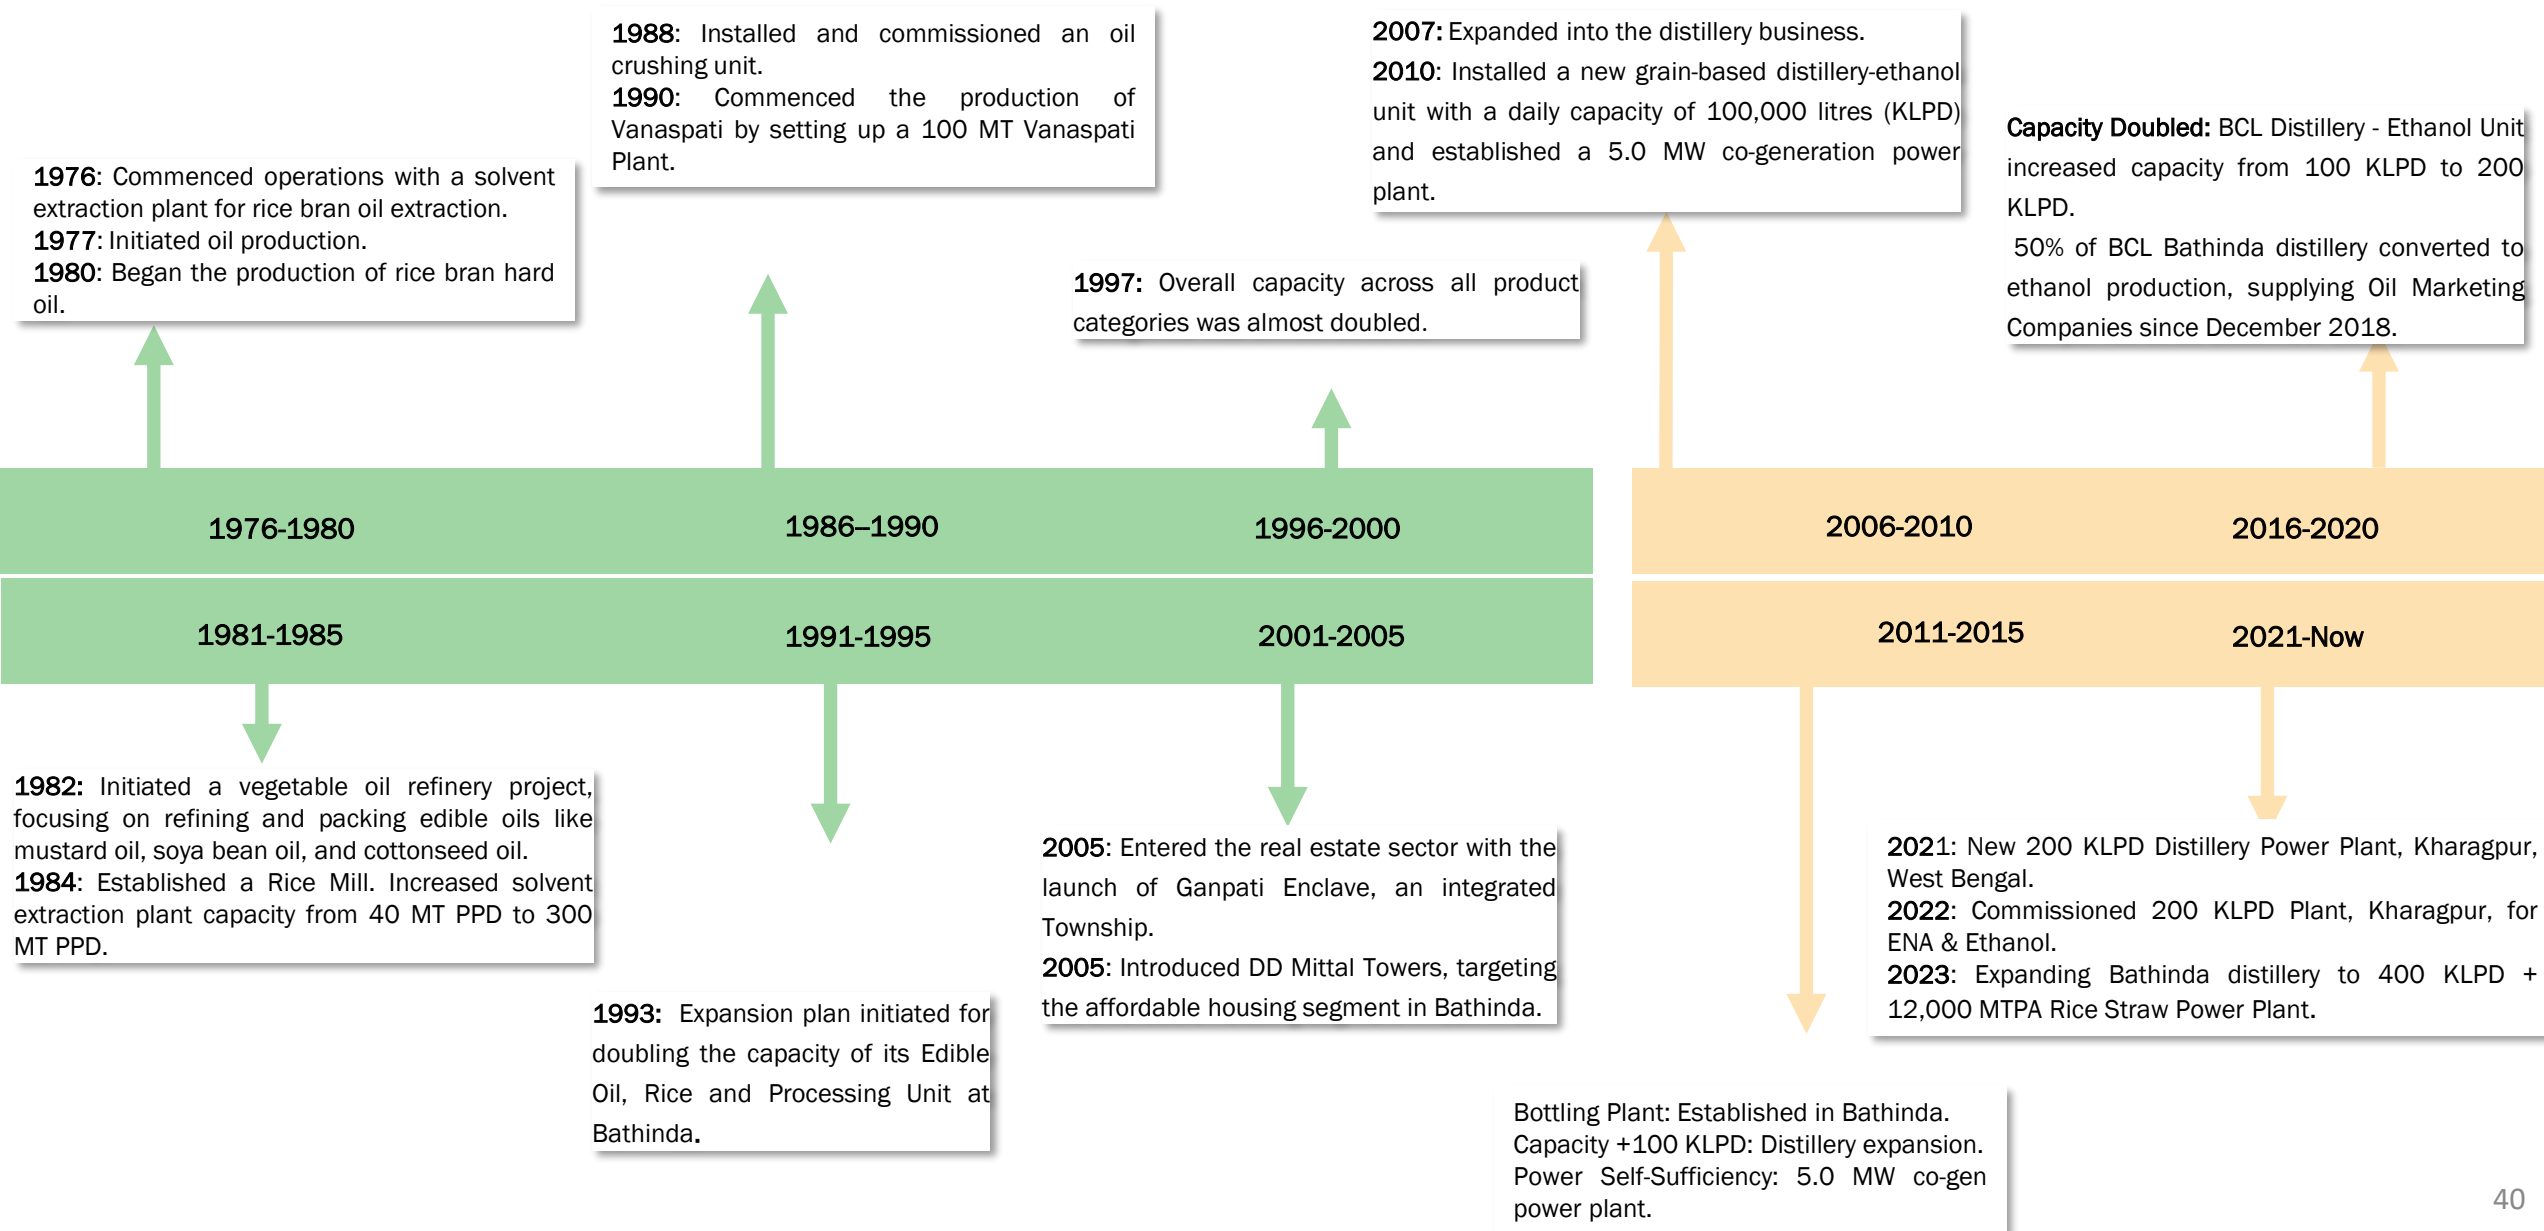 1976: Commenced operations with a solvent
extraction plant for rice bran oil extraction.
1977: Initiated oil production.
1980: Began the production of rice bran hard
oil.
1988: Installed and commissioned an oil
crushing unit.
1990: Commenced the production of
Vanaspati by setting up a 100 MT Vanaspati
Plant.
1997: Overall capacity across all product
categories was almost doubled.
2007: Expanded into the distillery business.
2010: Installed a new grain-based distillery-ethanol
unit with a daily capacity of 100,000 litres (KLPD)
and established a 5.0 MW co-generation power
plant.
Capacity Doubled: BCL Distillery - Ethanol Unit
increased capacity from 100 KLPD to 200
KLPD.
50% of BCL Bathinda distillery converted to
ethanol production, supplying Oil Marketing
Companies since December 2018.
1976-1980
1986–1990
1996-2000
2006-2010
2016-2020
1981-1985
1991-1995
2001-2005
2011-2015
2021-Now
1982: Initiated a vegetable oil refinery project,
focusing on refining and packing edible oils like
mustard oil, soya bean oil, and cottonseed oil.
1984: Established a Rice Mill. Increased solvent
extraction plant capacity from 40 MT PPD to 300
MT PPD.
1993: Expansion plan initiated for
doubling the capacity of its Edible
Oil, Rice and Processing Unit at
Bathinda.
2005: Entered the real estate sector with the
launch of Ganpati Enclave, an integrated
Township.
2005: Introduced DD Mittal Towers, targeting
the affordable housing segment in Bathinda.
Bottling Plant: Established in Bathinda.
Capacity +100 KLPD: Distillery expansion.
Power Self-Sufficiency: 5.0 MW co-gen
power plant.
2021: New 200 KLPD Distillery Power Plant, Kharagpur,
West Bengal.
2022: Commissioned 200 KLPD Plant, Kharagpur, for
ENA & Ethanol.
2023: Expanding Bathinda distillery to 400 KLPD +
12,000 MTPA Rice Straw Power Plant.
40